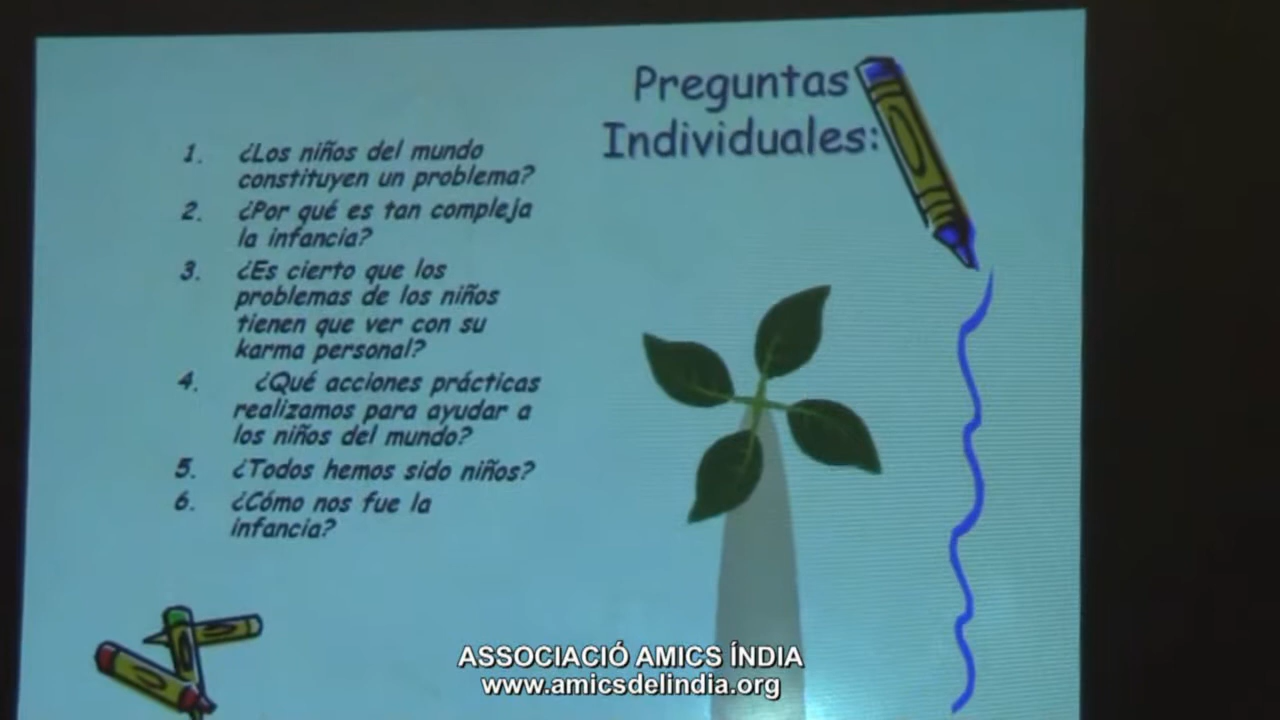 Preguntas
Individuales:
1. ¿Los niños del mundo
constituyen un problema?
2. ¿Por qué es tan compleja
la infancia?
3. ¿Es cierto que los
problemas de los niños
tienen que ver con su
karma personal?
4. ¿Qué acciones prácticas
realizamos para ayudar a
los niños del mundo?
5. ¿Todos hemos sido niños?
6. ¿Cómo nos fue la
infancia?
ASSOCIACIÓ AMICS ÍNDIA
www.amicsdelindia.org